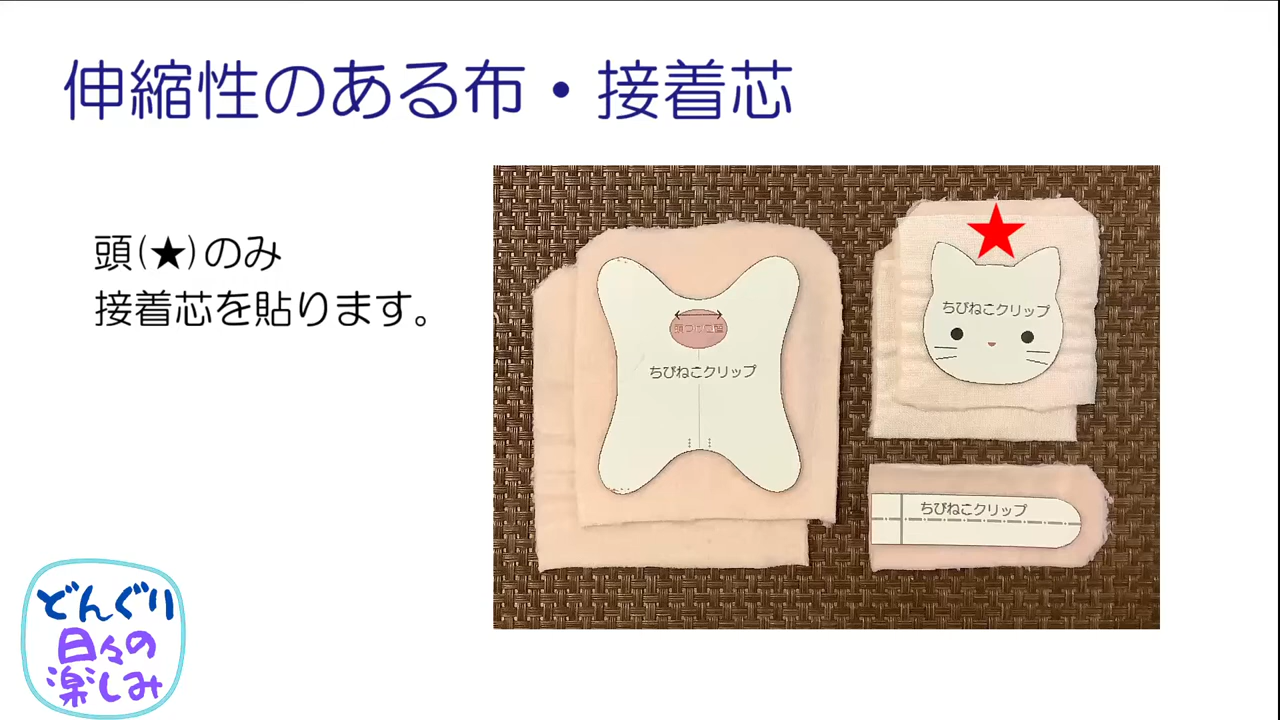 伸縮性のある布・接着芯
頭(★)のみ
接着芯を貼ります。
ちびねこクリップ
ちびねこクリップ
ちびねこクリップ
どんぐり
日々の
楽しみ